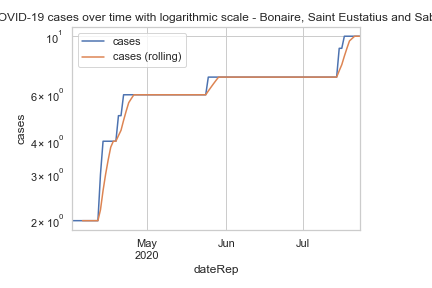 OVID-19 cases over time with logarithmic scale - Bonaire, Saint Eustatius and Sab
cases
cases (rolling)
10¹
6 × 10⁰
4 × 10⁰
3 × 10⁰
2 × 10⁰
cases
May
2020
Jun
Jul
dateRep